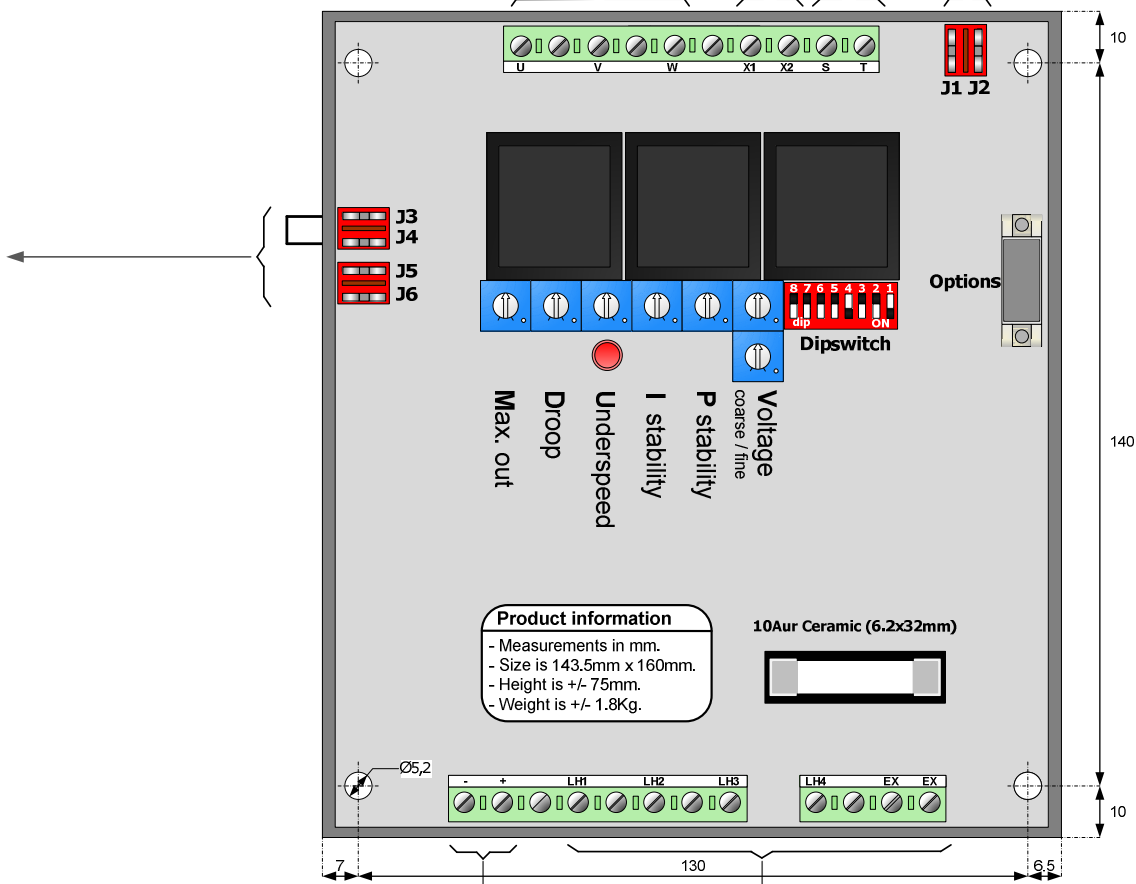 U V W X1 X2 S T
10
J1 J2
J3
J4
J5
J6
Options
8 7 6 5 4 3 2 1
dip ON
Dipswitch
Max. out
Droop
Underspeed
I stability
P stability
Voltage
coarse / fine
140
Product information
- Measurements in mm.
- Size is 143.5mm x 160mm.
- Height is +/- 75mm.
- Weight is +/- 1.8Kg.
10Aur Ceramic (6.2x32mm)
Ø5,2
- + LH1 LH2 LH3
LH4 EX EX
10
7 130 6.5